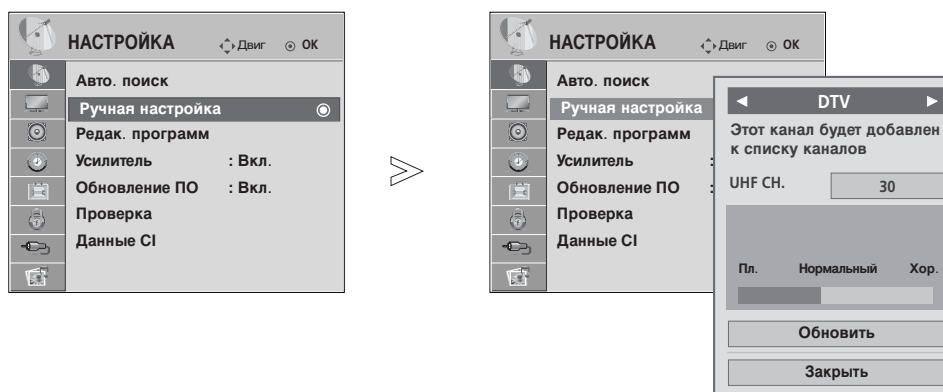 НАСТРОЙКА Двиг OK
Авто. поиск
Ручная настройка
Редак. программ
Усилитель : Вкл.
Обновление ПО : Вкл.
Проверка
Данные CI
НАСТРОЙКА Двиг OK
Авто. поиск
Ручная настройка
Редак. программ
Усилитель :
Обновление ПО :
Проверка
Данные CI
DTV
Этот канал будет добавлен
к списку каналов
UHF CH. 30
Пл. Нормальный Хор.
Обновить
Закрыть